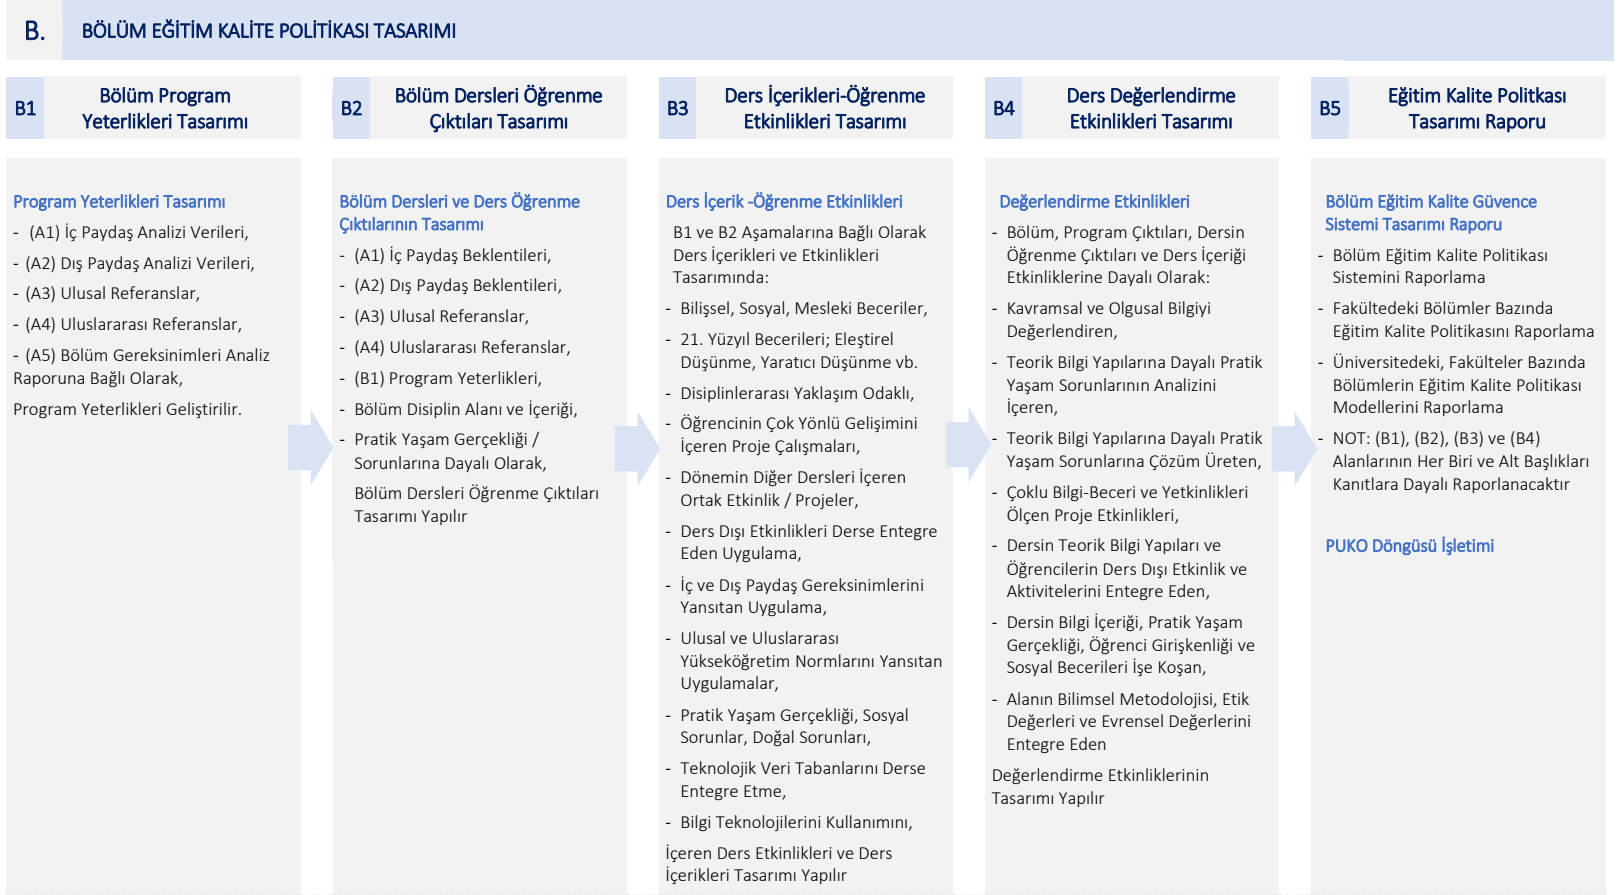 B.
BÖLÜM EĞİTİM KALİTE POLİTİKASI TASARIMI
B1
Bölüm Program
Yeterlikleri Tasarımı
Program Yeterlikleri Tasarımı
- (A1) İç Paydaş Analizi Verileri,
- (A2) Dış Paydaş Analizi Verileri,
- (A3) Ulusal Referanslar,
- (A4) Uluslararası Referanslar,
- (A5) Bölüm Gereksinimleri Analiz
Raporuna Bağlı Olarak,
Program Yeterlikleri Geliştirilir.
B2
Bölüm Dersleri Öğrenme
Çıktıları Tasarımı
Bölüm Dersleri ve Ders Öğrenme
Çıktılarının Tasarımı
- (A1) İç Paydaş Beklentileri,
- (A2) Dış Paydaş Beklentileri,
- (A3) Ulusal Referanslar,
- (A4) Uluslararası Referanslar,
- (B1) Program Yeterlikleri,
- Bölüm Disiplin Alanı ve İçeriği,
- Pratik Yaşam Gerçekliği /
Sorunlarına Dayalı Olarak,
Bölüm Dersleri Öğrenme Çıktıları
Tasarımı Yapılır
B3
Ders İçerikleri-Öğrenme
Etkinlikleri Tasarımı
Ders İçerik -Öğrenme Etkinlikleri
B1 ve B2 Aşamalarına Bağlı Olarak
Ders İçerikleri ve Etkinlikleri
Tasarımında:
- Bilişsel, Sosyal, Mesleki Beceriler,
- 21. Yüzyıl Becerileri; Eleştirel
Düşünme, Yaratıcı Düşünme vb.
- Disiplinlerarası Yaklaşım Odaklı,
- Öğrencinin Çok Yönlü Gelişimini
İçeren Proje Çalışmaları,
- Dönemin Diğer Dersleri İçeren
Ortak Etkinlik / Projeler,
- Ders Dışı Etkinlikleri Derse Entegre
Eden Uygulama,
- İç ve Dış Paydaş Gereksinimlerini
Yansıtan Uygulama,
- Ulusal ve Uluslararası
Yükseköğretim Normlarını Yansıtan
Uygulamalar,
- Pratik Yaşam Gerçekliği, Sosyal
Sorunlar, Doğal Sorunları,
- Teknolojik Veri Tabanlarını Derse
Entegre Etme,
- Bilgi Teknolojilerini Kullanımını,
İçeren Ders Etkinlikleri ve Ders
İçerikleri Tasarımı Yapılır
B4
Ders Değerlendirme
Etkinlikleri Tasarımı
Değerlendirme Etkinlikleri
- Bölüm, Program Çıktıları, Dersin
Öğrenme Çıktıları ve Ders İçeriği
Etkinliklerine Dayalı Olarak:
- Kavramsal ve Olgusal Bilgiyi
Değerlendiren,
- Teorik Bilgi Yapılarına Dayalı Pratik
Yaşam Sorunlarının Analizini
İçeren,
- Teorik Bilgi Yapılarına Dayalı Pratik
Yaşam Sorunlarına Çözüm Üreten,
- Çoklu Bilgi-Beceri ve Yetkinlikleri
Ölçen Proje Etkinlikleri,
- Dersin Teorik Bilgi Yapıları ve
Öğrencilerin Ders Dışı Etkinlik ve
Aktivitelerini Entegre Eden,
- Dersin Bilgi İçeriği, Pratik Yaşam
Gerçekliği, Öğrenci Girişkenliği ve
Sosyal Becerileri İşe Koşan,
- Alanın Bilimsel Metodolojisi, Etik
Değerleri ve Evrensel Değerlerini
Entegre Eden
Değerlendirme Etkinliklerinin
Tasarımı Yapılır
B5
Eğitim Kalite Politkası
Tasarımı Raporu
Bölüm Eğitim Kalite Güvence
Sistemi Tasarımı Raporu
- Bölüm Eğitim Kalite Politikası
Sistemini Raporlama
- Fakültedeki Bölümler Bazında
Eğitim Kalite Politikasını Raporlama
- Üniversitedeki, Fakülteler Bazında
Bölümlerin Eğitim Kalite Politikası
Modellerini Raporlama
- NOT: (B1), (B2), (B3) ve (B4)
Alanlarının Her Biri ve Alt Başlıkları
Kanıtlara Dayalı Raporlanacaktır
PUKO Döngüsü İşletimi